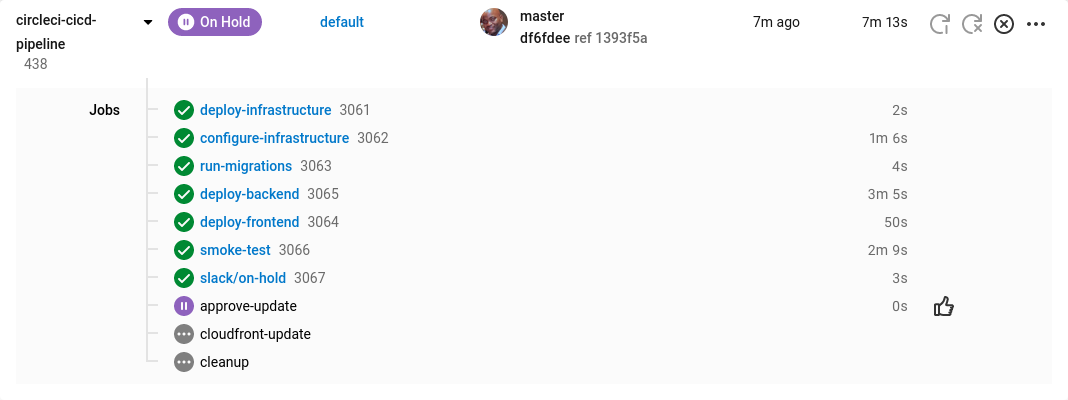 circleci-cicd-
pipeline
438
On Hold
default
master
df6fdee ref 1393f5a
7m ago
7m 13s
Jobs
deploy-infrastructure 3061 2s
configure-infrastructure 3062 1m 6s
run-migrations 3063 4s
deploy-backend 3065 3m 5s
deploy-frontend 3064 50s
smoke-test 3066 2m 9s
slack/on-hold 3067 3s
approve-update 0s
cloudfront-update
cleanup